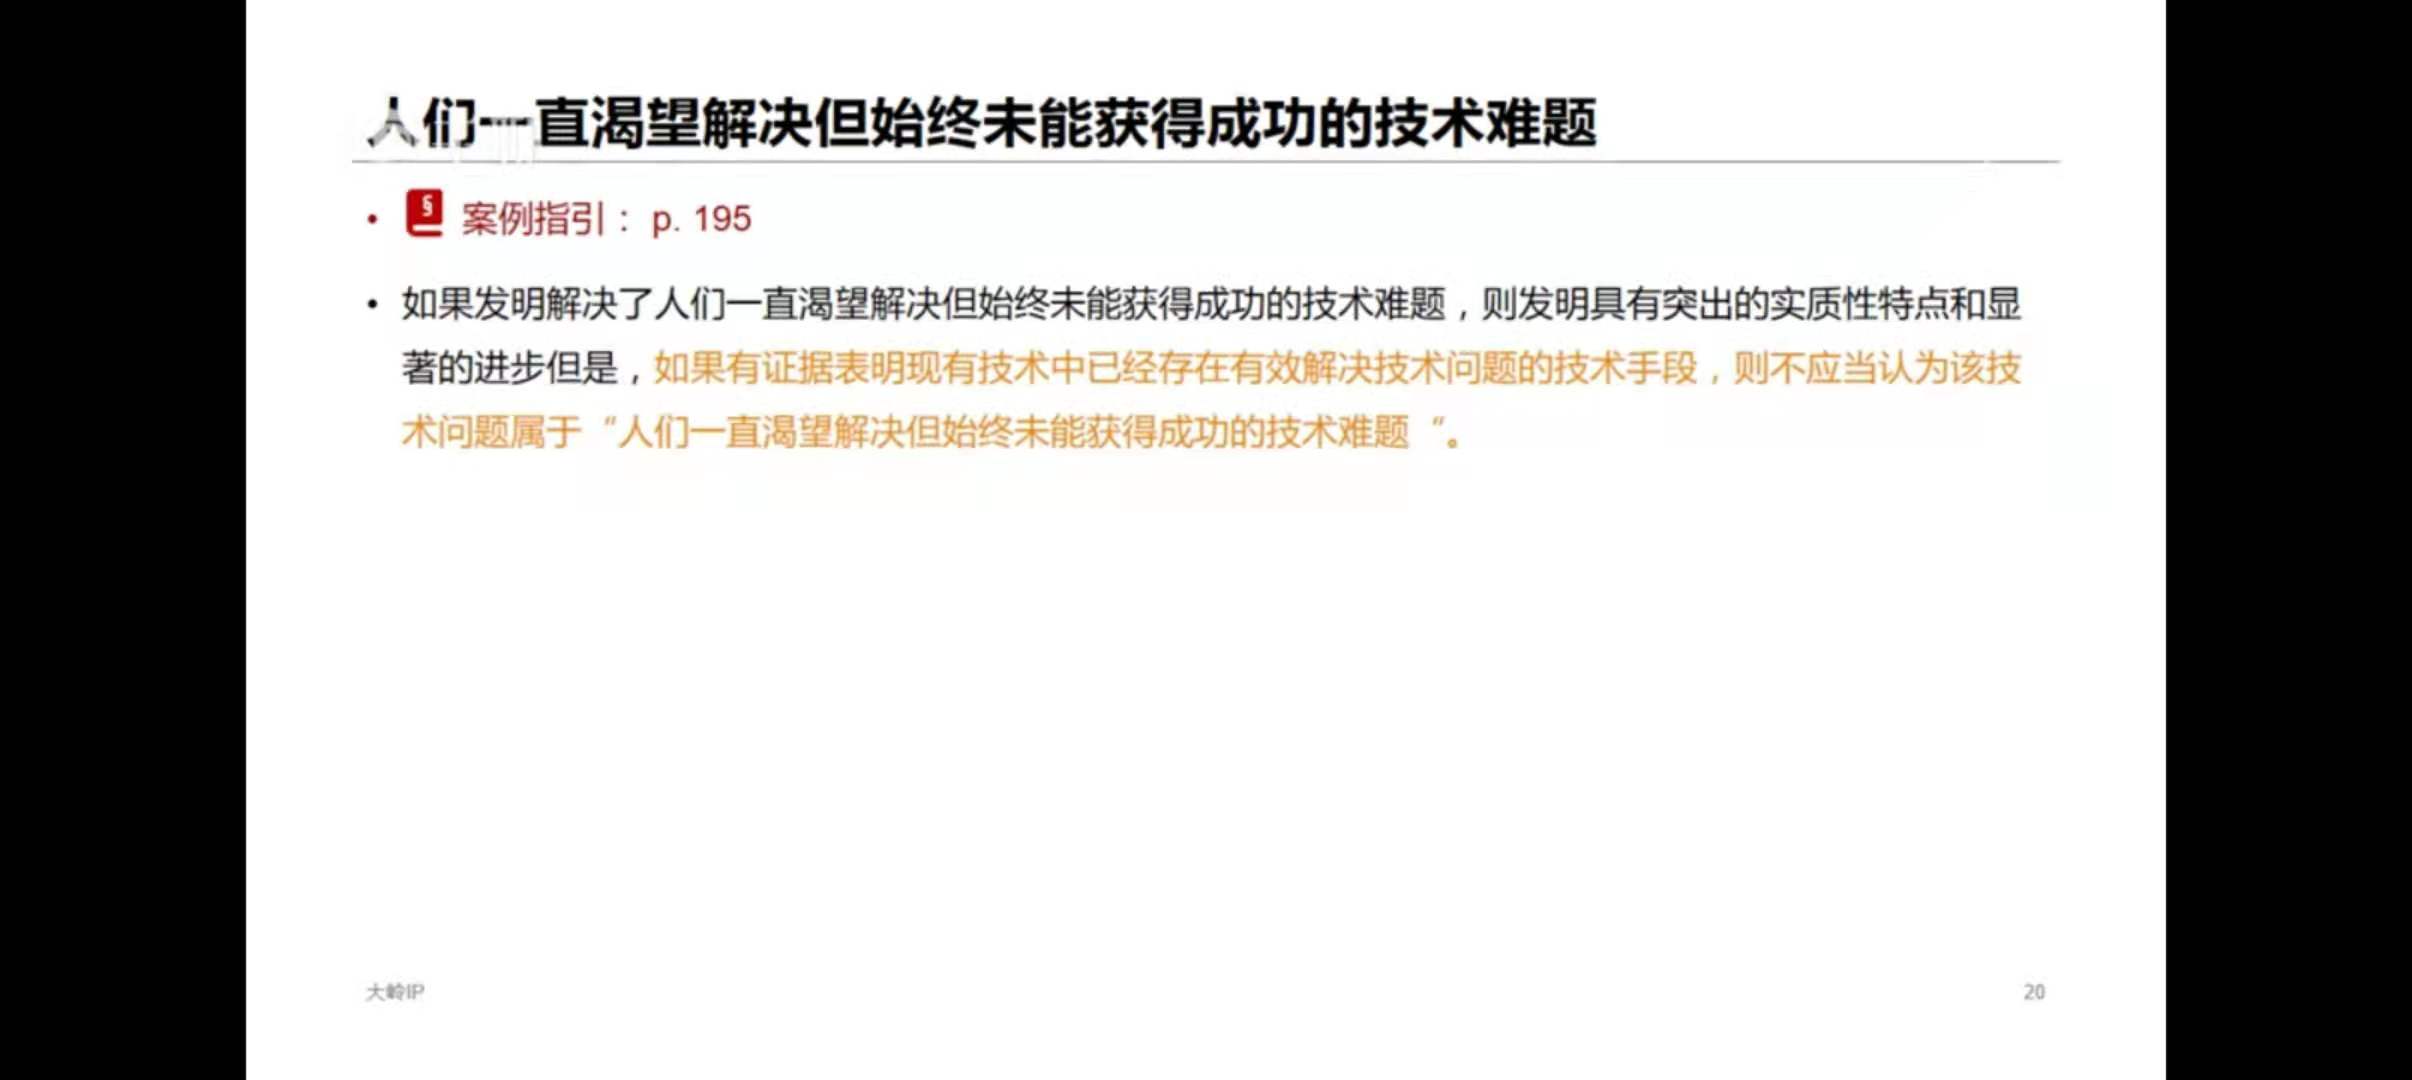 人们一直渴望解决但始终未能获得成功的技术难题
• § 案例指引： p. 195
• 如果发明解决了人们一直渴望解决但始终未能获得成功的技术难题，则发明具有突出的实质性特点和显
著的进步但是，如果有证据表明现有技术中已经存在有效解决技术问题的技术手段，则不应当认为该技
术问题属于“人们一直渴望解决但始终未能获得成功的技术难题“。
大岭IP
20